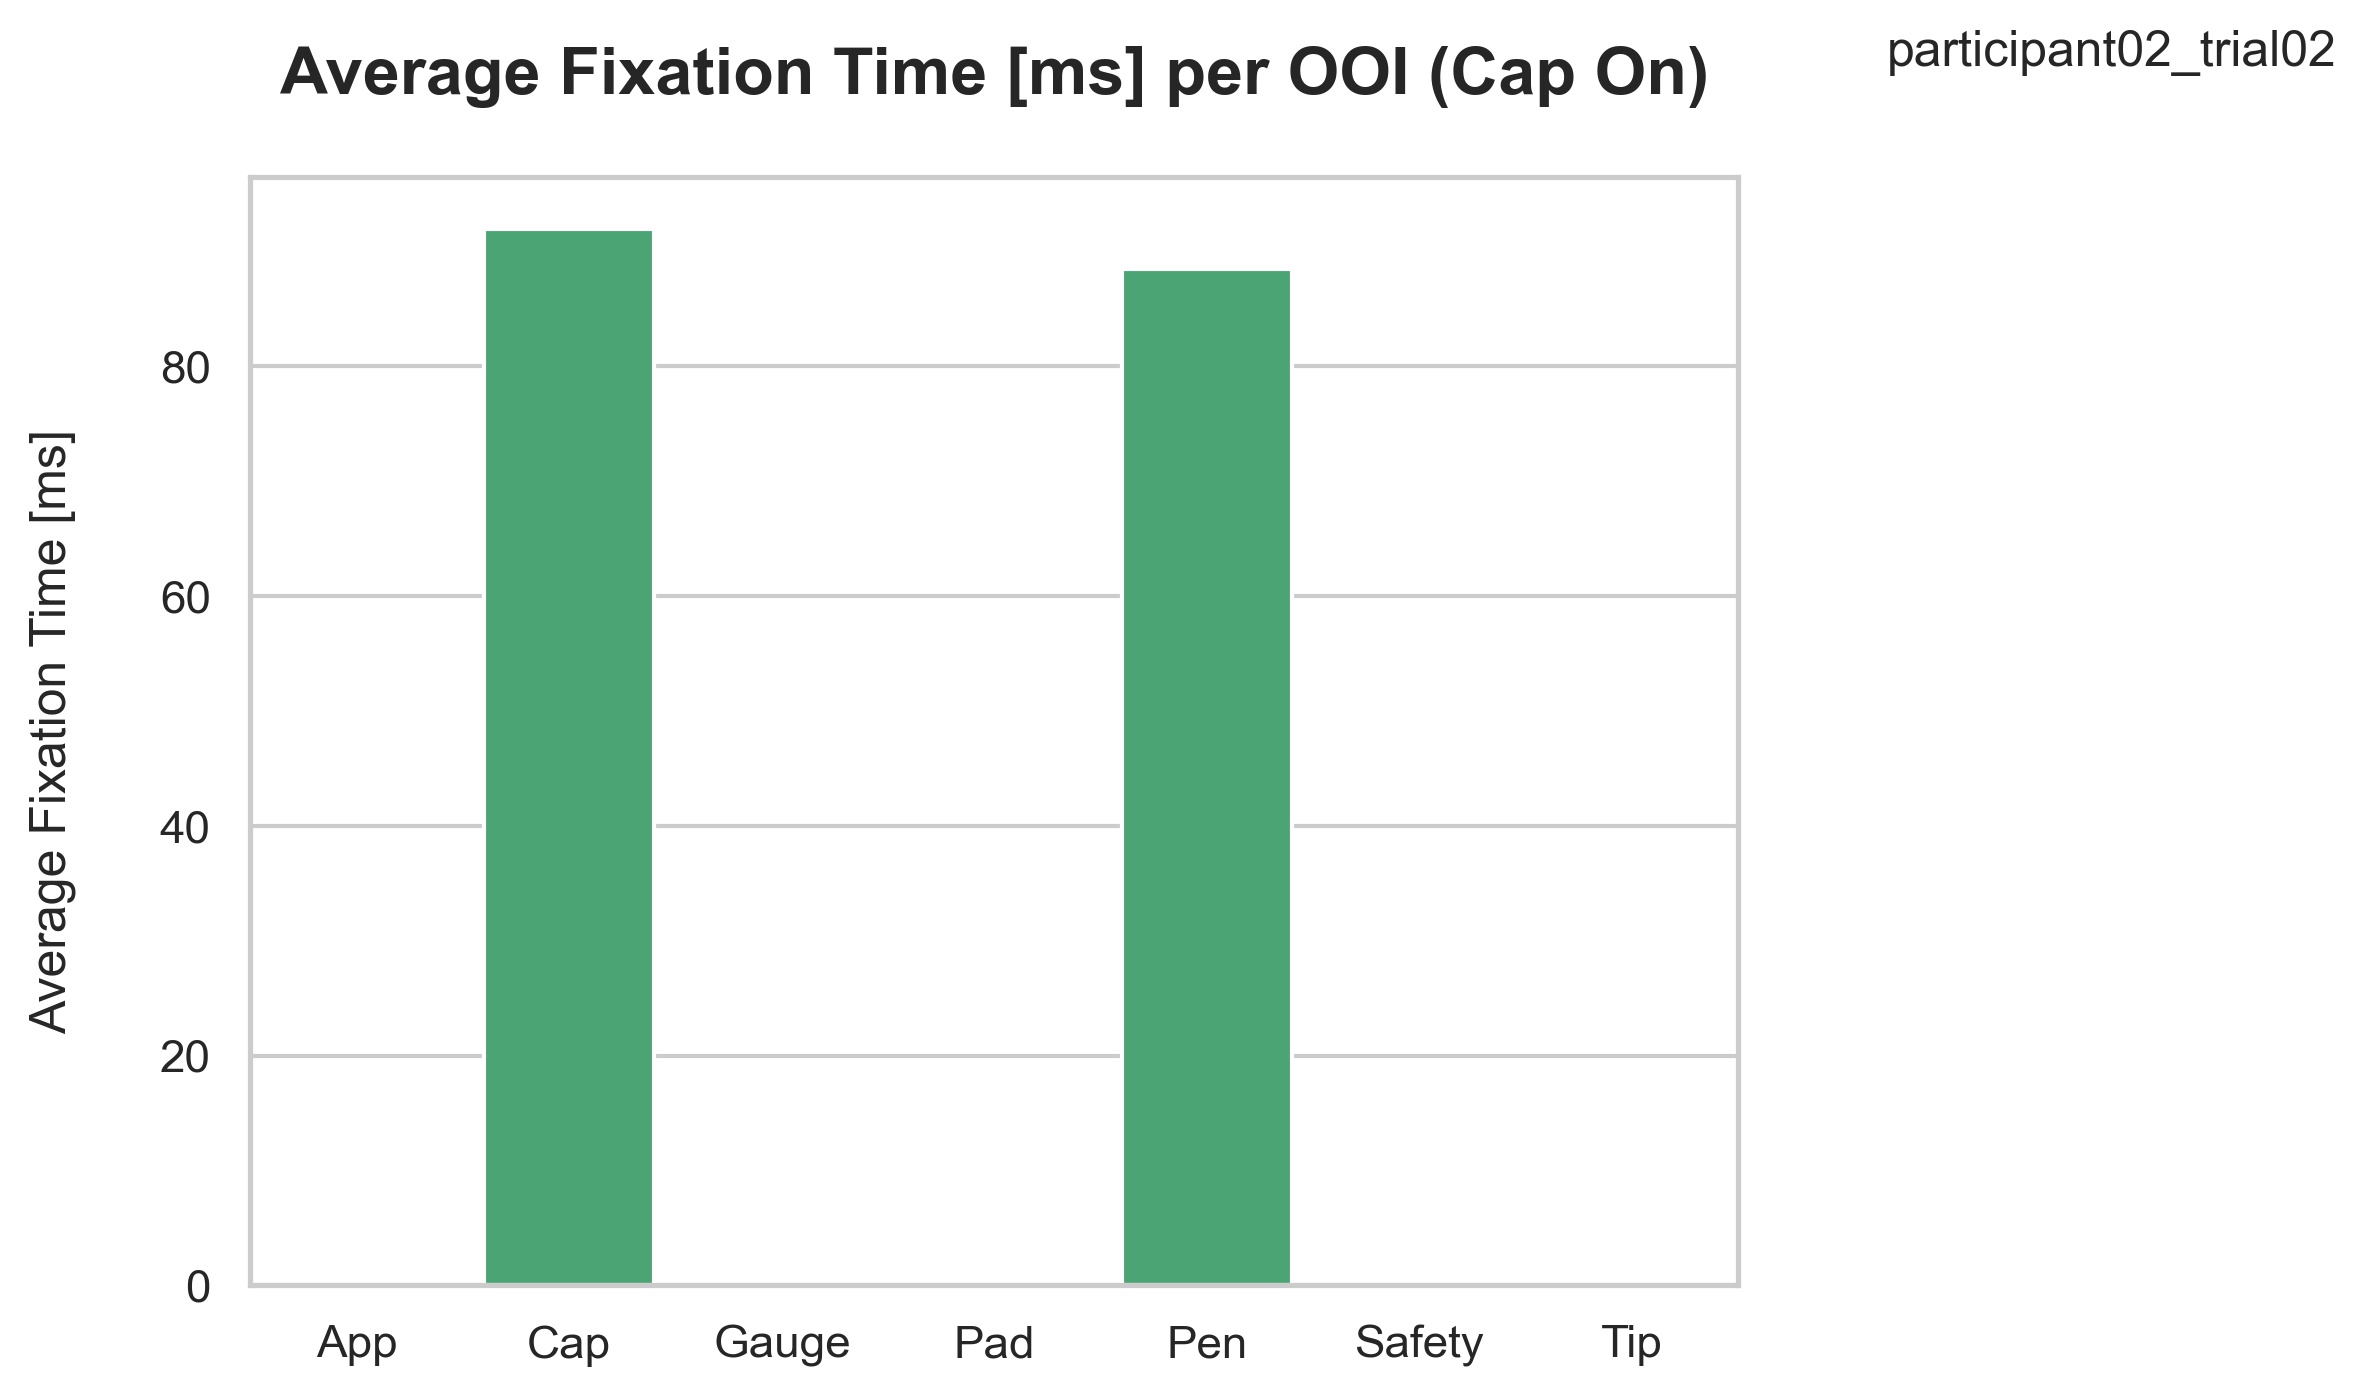 Average Fixation Time [ms] per OOI (Cap On)
participant02_trial02
Average Fixation Time [ms]
80
60
40
20
0
App Cap Gauge Pad Pen Safety Tip